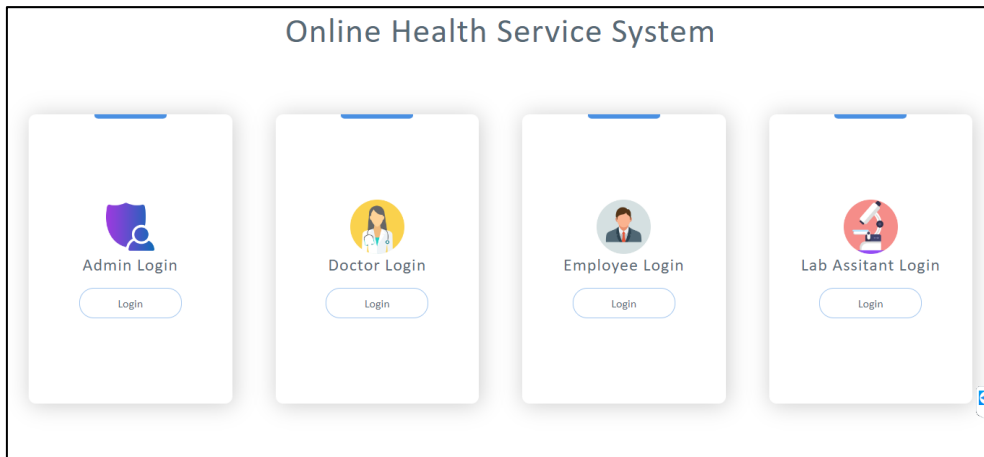 Online Health Service System
Admin Login
Login
Doctor Login
Login
Employee Login
Login
Lab Assitant Login
Login